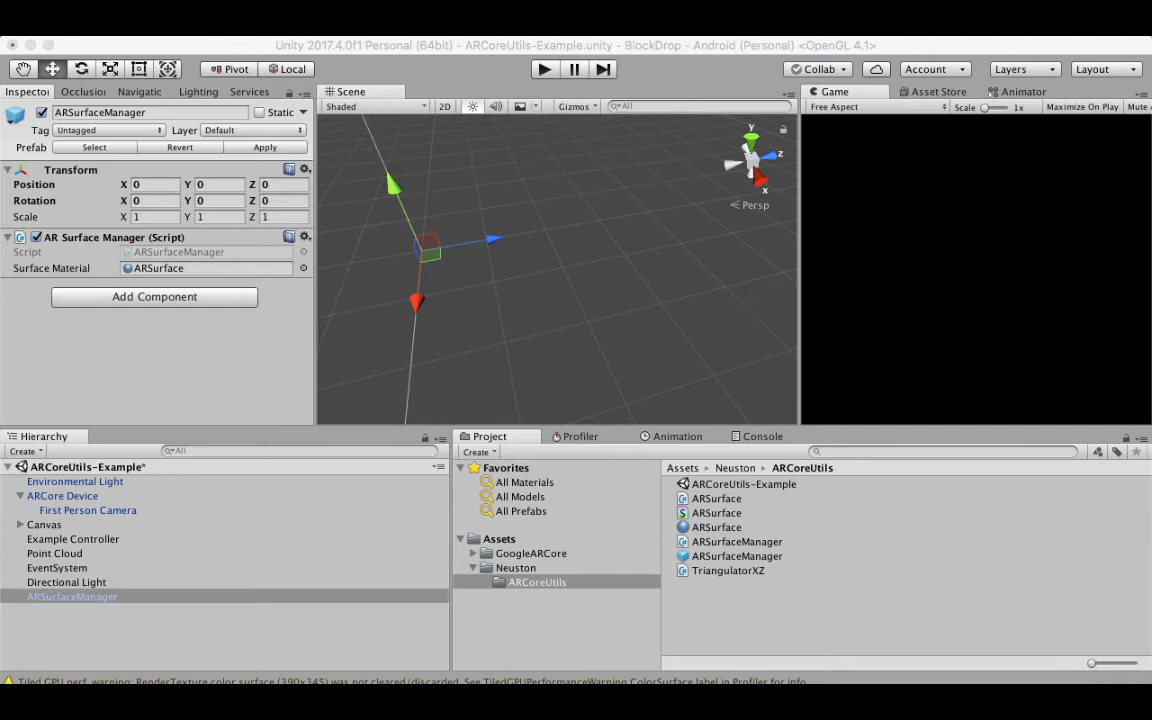 Unity 2017.4.0f1 Personal (64bit) - ARCoreUtils-Example.unity - BlockDrop - Android (Personal) <OpenGL 4.1>
Pivot Local Collab Account Layers Layout
Inspector Occlusion Navigatic Lighting Services
ARSurfaceManager Static
Tag Untagged Layer Default
Prefab Select Revert Apply
Transform
Position X 0 Y 0 Z 0
Rotation X 0 Y 0 Z 0
Scale X 1 Y 1 Z 1
AR Surface Manager (Script)
Script ARSurfaceManager
Surface Material ARSurface
Add Component
Scene
Shaded 2D Gizmos All
y
z
x
Persp
Game Asset Store Animator
Free Aspect Scale 1x Maximize On Play Mute
Hierarchy
Create All
ARCoreUtils-Example*
Environmental Light
ARCore Device
First Person Camera
Canvas
Example Controller
Point Cloud
EventSystem
Directional Light
ARSurfaceManager
Project Profiler Animation Console
Create
Favorites
All Materials
All Models
All Prefabs
Assets
GoogleARCore
Neuston
ARCoreUtils
Assets Neuston ARCoreUtils
ARCoreUtils-Example
ARSurface
ARSurface
ARSurface
ARSurfaceManager
ARSurfaceManager
TriangulatorXZ
Tiled GPU perf. warning: RenderTexture color surface (390x345) was not cleared/discarded. See TiledGPUPerformanceWarning.ColorSurface label in Profiler for info